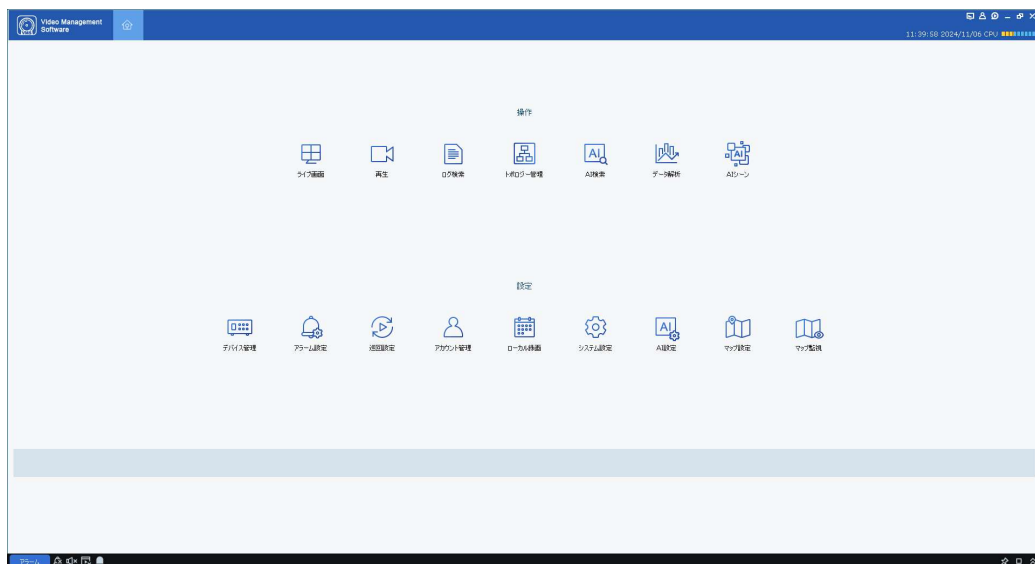 Video Management
Software
11:39:58 2024/11/06 CPU
操作
ライブ画面
再生
ログ検索
トポロジー管理
AI検索
データ解析
AIシーン
設定
デバイス管理
アラーム設定
巡回設定
アカウント管理
ローカル録画
システム設定
AI設定
マップ設定
マップ監視
アラーム